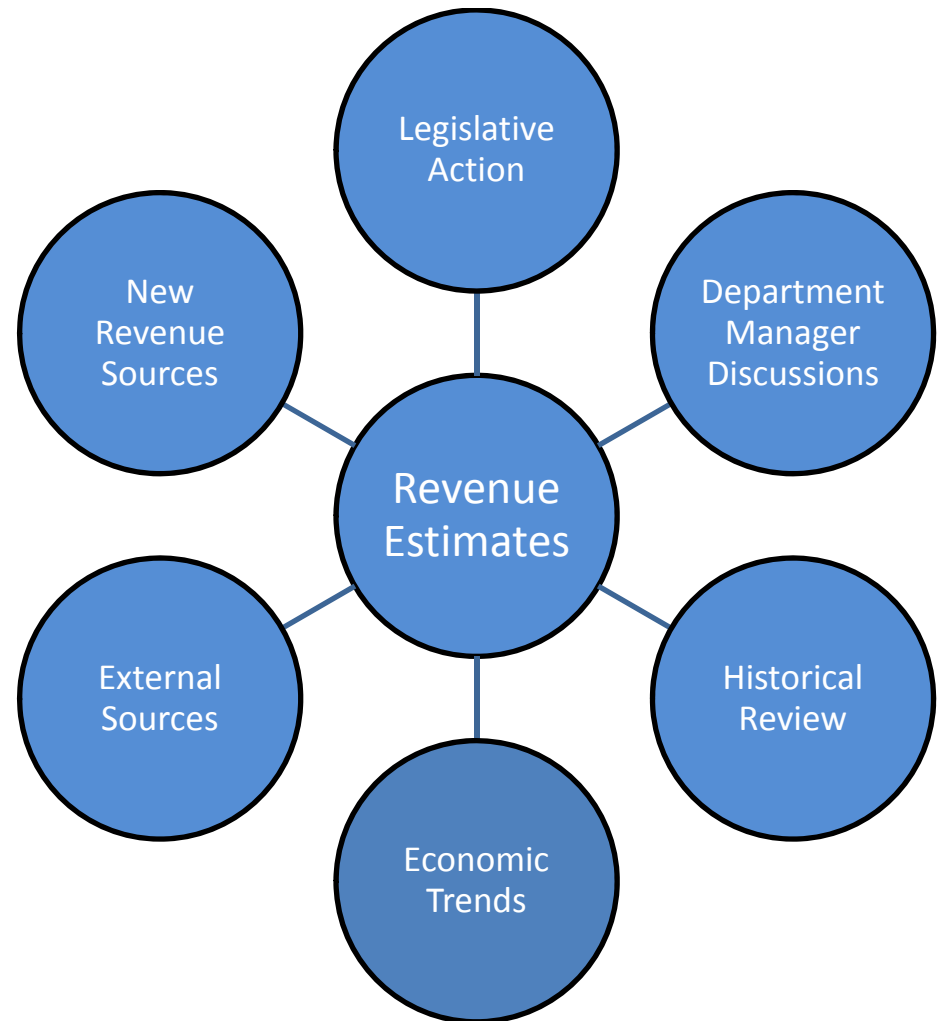 Legislative
Action
New
Revenue
Sources
Department
Manager
Discussions
Revenue
Estimates
External
Sources
Historical
Review
Economic
Trends